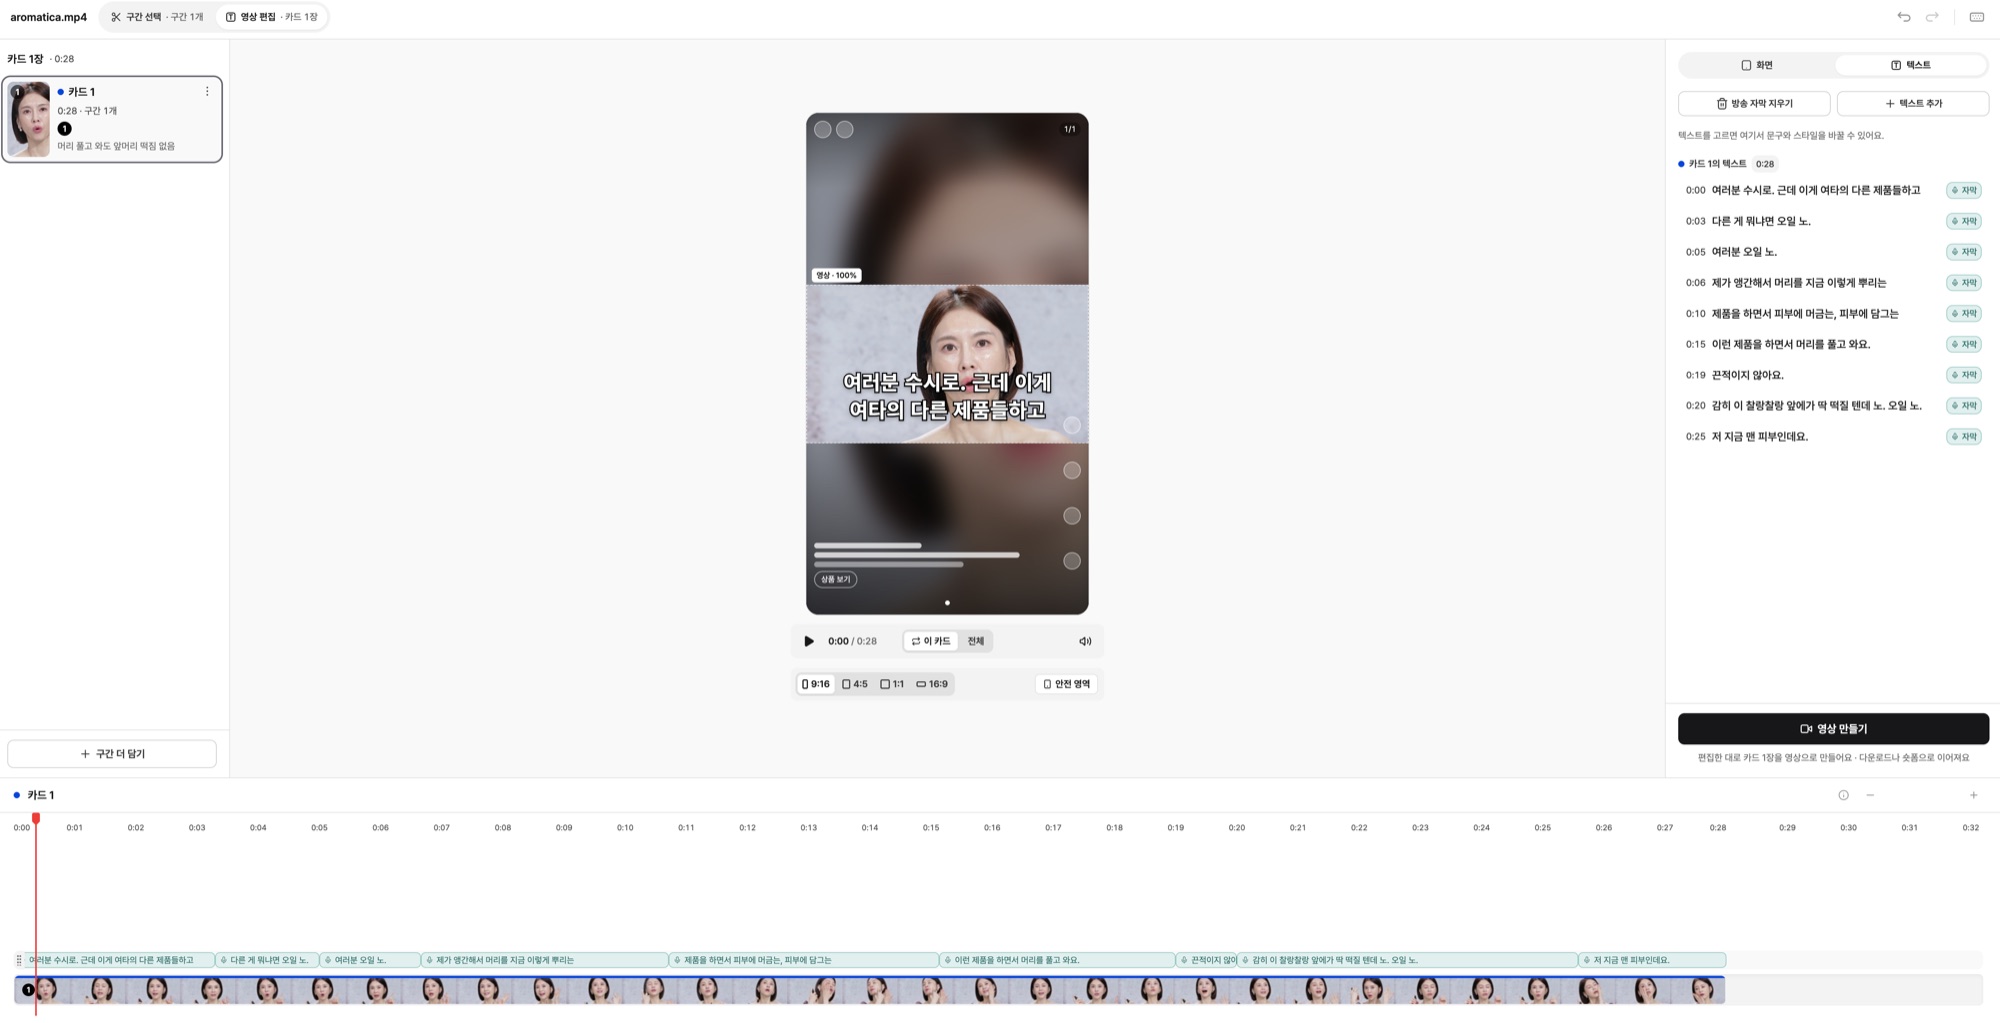 aromatica.mp4
구간 선택 · 구간 1개
영상 편집 · 카드 1장
카드 1장 · 0:28
1
카드 1
0:28 · 구간 1개
1
머리 풀고 와도 앞머리 떡짐 없음
구간 더 담기
1/1
영상 · 100%
여러분 수시로. 근데 이게
여타의 다른 제품들하고
상품 보기
0:00 / 0:28
이 카드
전체
9:16
4:5
1:1
16:9
안전 영역
화면
텍스트
방송 자막 지우기
텍스트 추가
텍스트를 고르면 여기서 문구와 스타일을 바꿀 수 있어요.
카드 1의 텍스트 0:28
0:00 여러분 수시로. 근데 이게 여타의 다른 제품들하고 자막
0:03 다른 게 뭐냐면 오일 노. 자막
0:05 여러분 오일 노. 자막
0:06 제가 앵간해서 머리를 지금 이렇게 뿌리는 자막
0:10 제품을 하면서 피부에 머금는, 피부에 담그는 자막
0:15 이런 제품을 하면서 머리를 풀고 와요. 자막
0:19 끈적이지 않아요. 자막
0:20 감히 이 찰랑찰랑 앞에가 딱 떡질 텐데 노. 오일 노. 자막
0:25 저 지금 맨 피부인데요. 자막
영상 만들기
편집한 대로 카드 1장을 영상으로 만들어요 · 다운로드나 숏폼으로 이어져요
카드 1
0:00 0:01 0:02 0:03 0:04 0:05 0:06 0:07 0:08 0:09 0:10 0:11 0:12 0:13 0:14 0:15 0:16 0:17 0:18 0:19 0:20 0:21 0:22 0:23 0:24 0:25 0:26 0:27 0:28 0:29 0:30 0:31 0:32
여러분 수시로. 근데 이게 여타의 다른 제품들하고
다른 게 뭐냐면 오일 노.
여러분 오일 노.
제가 앵간해서 머리를 지금 이렇게 뿌리는
제품을 하면서 피부에 머금는, 피부에 담그는
이런 제품을 하면서 머리를 풀고 와요.
끈적이지
감히 이 찰랑찰랑 앞에가 딱 떡질 텐데 노. 오일 노.
저 지금 맨 피부인데요.
1